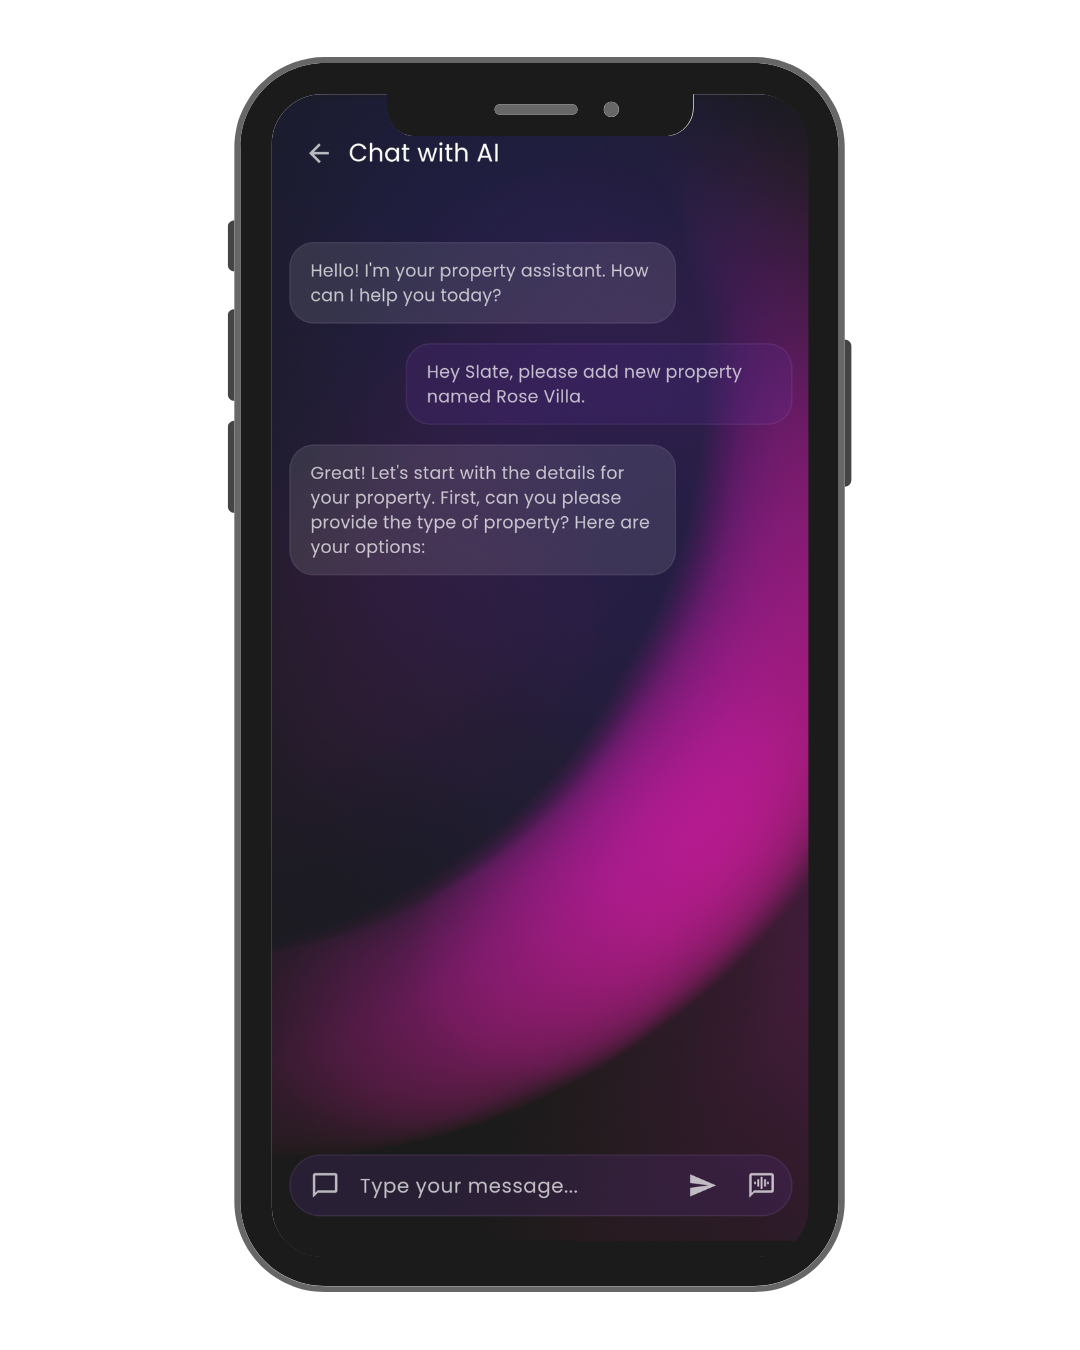 Chat with AI
Hello! I'm your property assistant. How
can I help you today?
Hey Slate, please add new property
named Rose Villa.
Great! Let's start with the details for
your property. First, can you please
provide the type of property? Here are
your options:
Type your message...